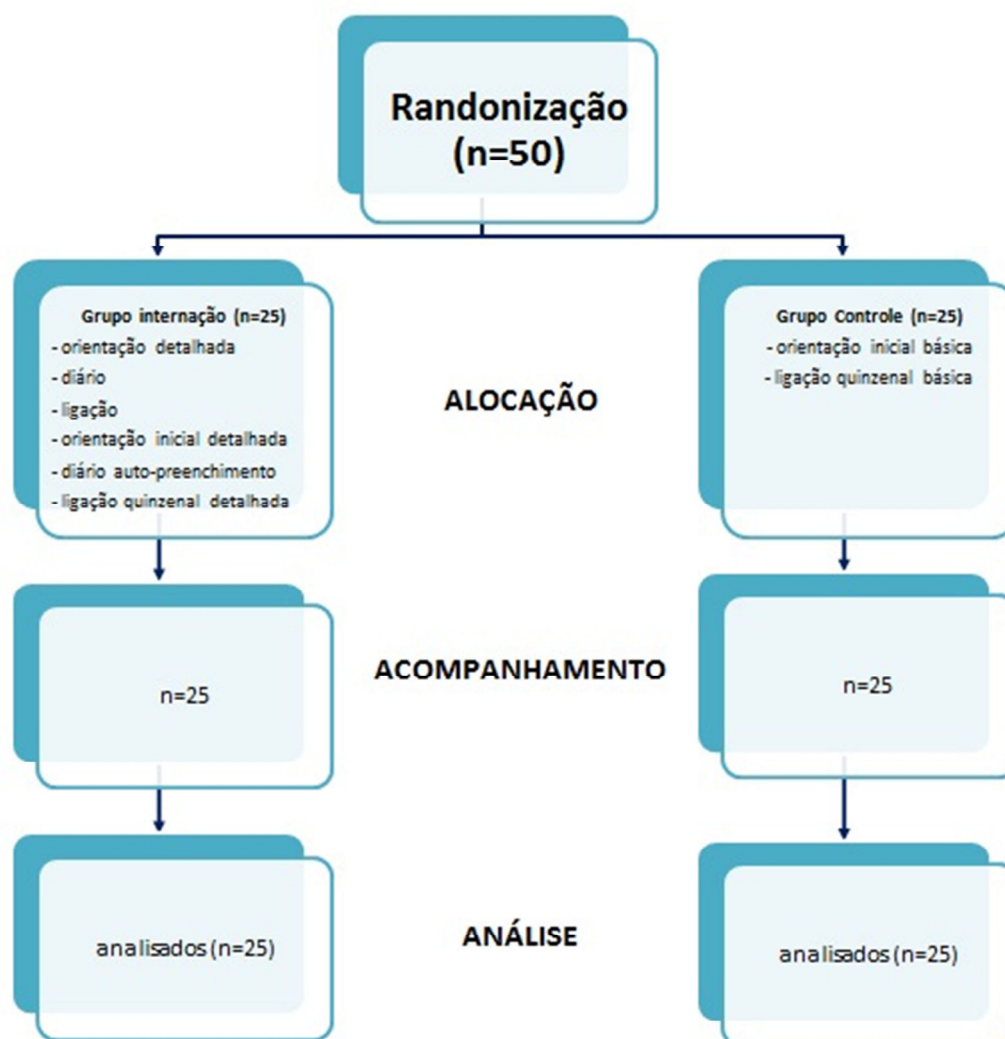 Randonização
(n=50)
Grupo internação (n=25)
- orientação detalhada
- diário
- ligação
- orientação inicial detalhada
- diário auto-preenchimento
- ligação quinzenal detalhada
Grupo Controle (n=25)
- orientação inicial básica
- ligação quinzenal básica
ALOCAÇÃO
n=25
ACOMPANHAMENTO
n=25
analisados (n=25)
ANÁLISE
analisados (n=25)